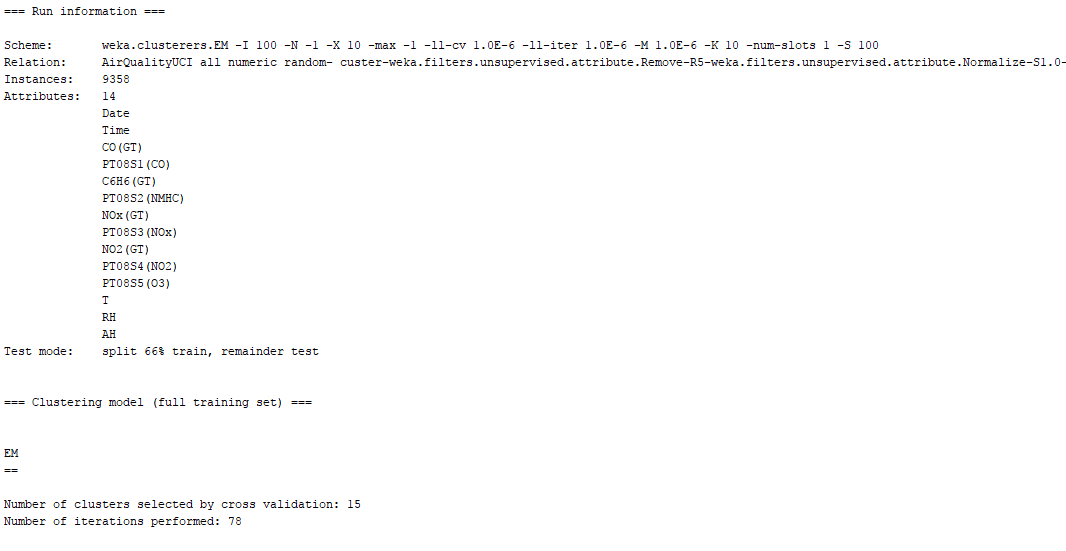 === Run information ===
Scheme: weka.clusterers.EM -I 100 -N -1 -X 10 -max -1 -ll-cv 1.0E-6 -ll-iter 1.0E-6 -M 1.0E-6 -K 10 -num-slots 1 -S 100
Relation: AirQualityUCI all numeric random- custer-weka.filters.unsupervised.attribute.Remove-R5-weka.filters.unsupervised.attribute.Normalize-S1.0-
Instances: 9358
Attributes: 14
Date
Time
CO(GT)
PT08S1(CO)
C6H6(GT)
PT08S2(NMHC)
NOx(GT)
PT08S3(NOx)
NO2(GT)
PT08S4(NO2)
PT08S5(O3)
T
RH
AH
Test mode: split 66% train, remainder test
=== Clustering model (full training set) ===
EM
==
Number of clusters selected by cross validation: 15
Number of iterations performed: 78